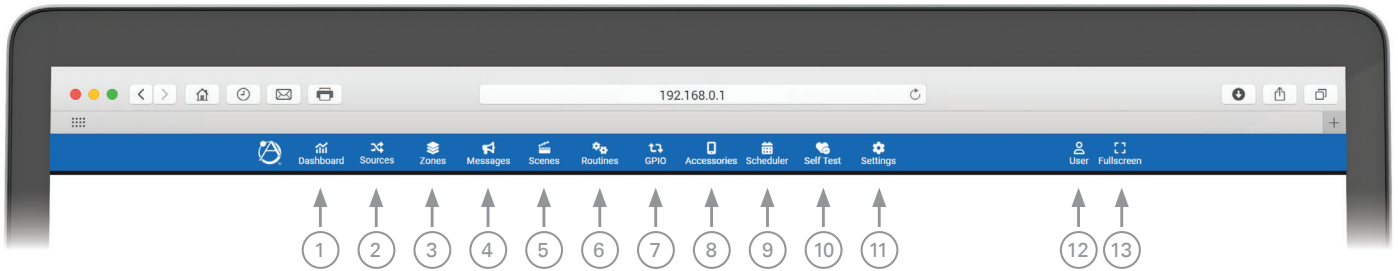 192.168.0.1
+
Dashboard Sources Zones Messages Scenes Routines GPIO Accessories Scheduler Self Test Settings User Fullscreen
1 2 3 4 5 6 7 8 9 10 11 12 13